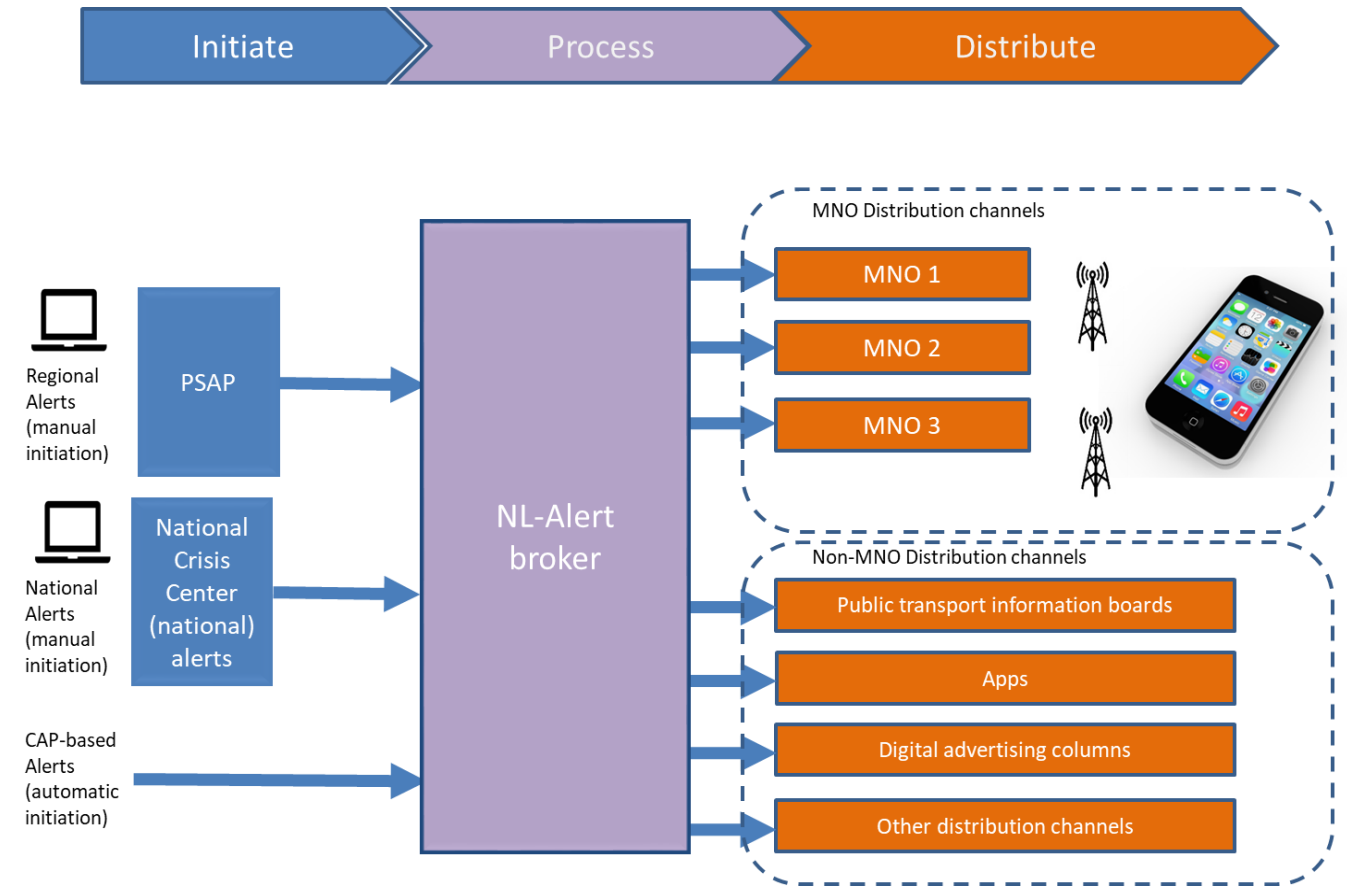 Initiate
Process
Distribute
MNO Distribution channels
MNO 1
MNO 2
MNO 3
Regional
Alerts
(manual
initiation)
PSAP
National
Alerts
(manual
initiation)
National
Crisis
Center
(national)
alerts
CAP-based
Alerts
(automatic
initiation)
NL-Alert
broker
Non-MNO Distribution channels
Public transport information boards
Apps
Digital advertising columns
Other distribution channels